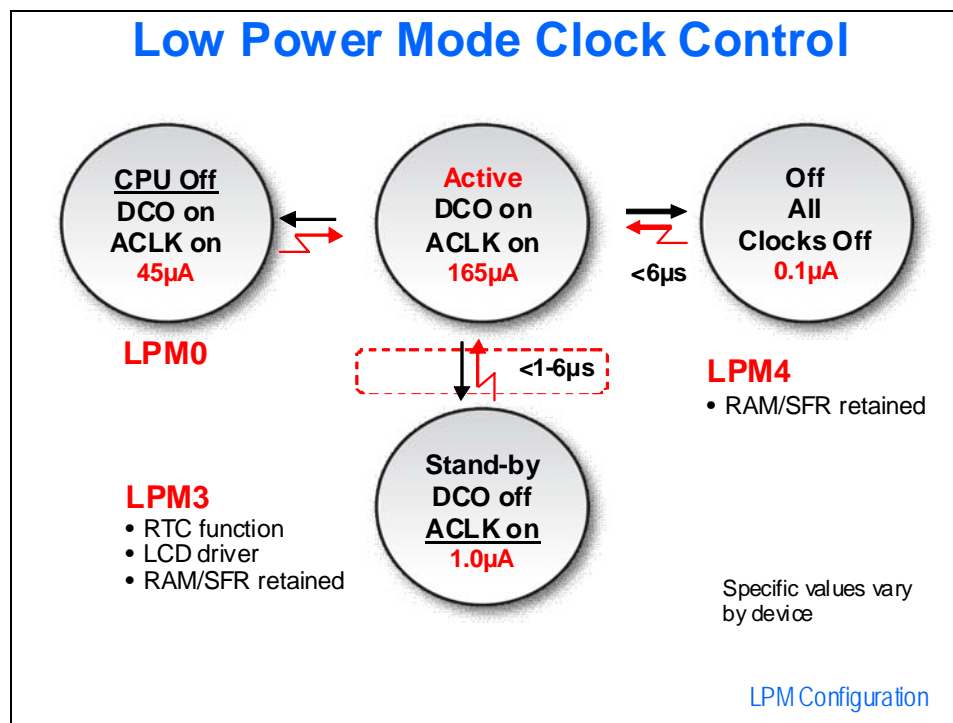 Low Power Mode Clock Control
CPU Off
DCO on
ACLK on
45µA
LPM0
Active
DCO on
ACLK on
165µA
<6µs
Off
All
Clocks Off
0.1µA
LPM4
• RAM/SFR retained
<1-6µs
Stand-by
DCO off
ACLK on
1.0µA
LPM3
• RTC function
• LCD driver
• RAM/SFR retained
Specific values vary
by device
LPM Configuration